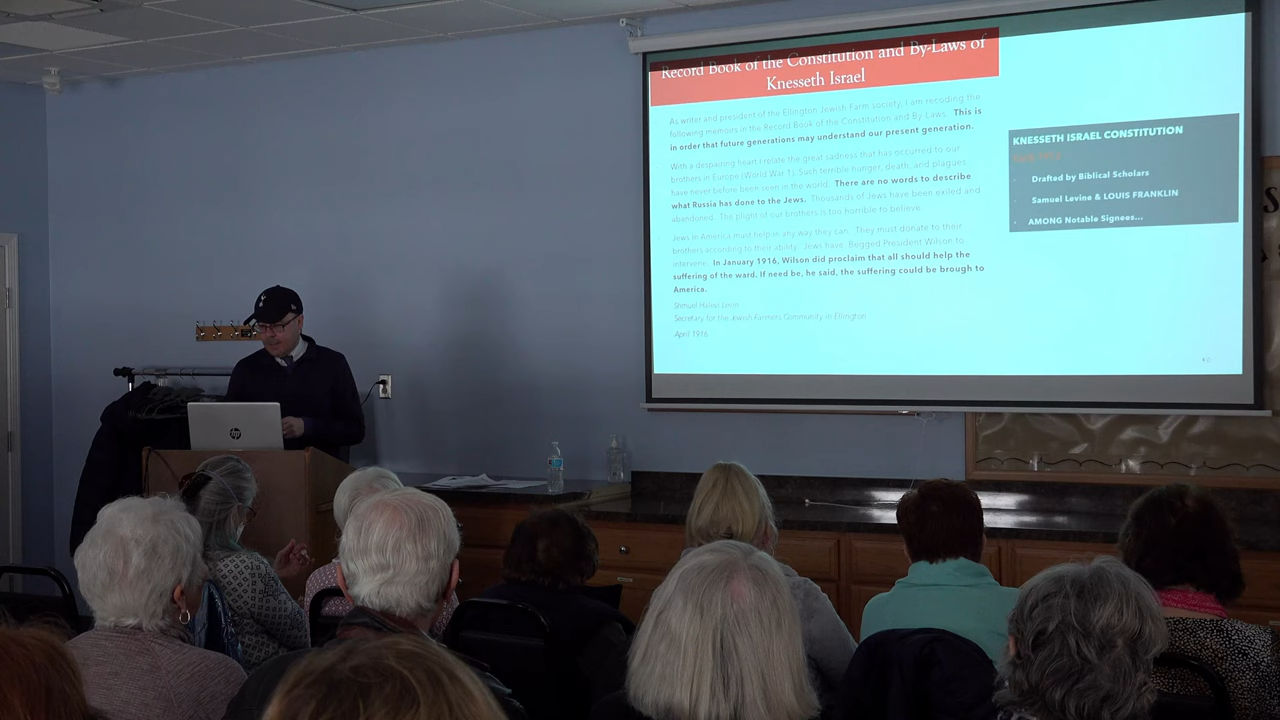 Record Book of the Constitution and By-Laws of
Knesseth Israel
As writer and president of the Ellington Jewish Farm society, I am recoding the
following memoirs in the Record Book of the Constitution and By-Laws. This is
in order that future generations may understand our present generation.
With a despairing heart I relate the great sadness that has occurred to our
brothers in Europe (World War 1). Such terrible hunger, death, and plagues
have never before been seen in the world. There are no words to describe
what Russia has done to the Jews. Thousands of Jews have been exiled and
abandoned. The plight of our brothers is too horrible to believe.
Jews in America must help in any way they can. They must donate to their
brothers according to their ability. Jews have Begged President Wilson to
intervene. In January 1916, Wilson did proclaim that all should help the
suffering of the ward. If need be, he said, the suffering could be brough to
America.
Levin
Secretary for the Jewish Farmers Community in Ellington
April 1916
KNESSETH ISRAEL CONSTITUTION
Drafted by Biblical Scholars
Samuel Levine & LOUIS FRANKLIN
AMONG Notable Signees...
hp